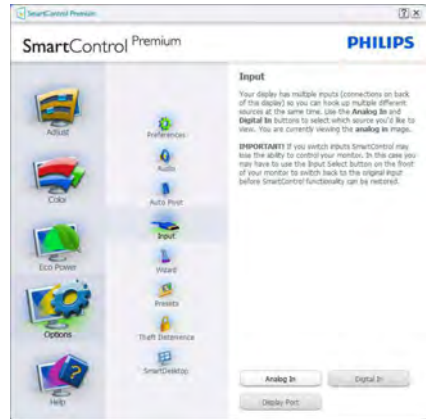 SmartControl Premium
SmartControl Premium
PHILIPS
Adjust
Color
Eco Power
Options
Help
Preferences
Audio
Auto Pivot
Input
Wizard
Presets
Theft Deterrence
SmartDesktop
Input
Your display has multiple inputs (connections on back
of the display) so you can hook up multiple different
sources at the same time. Use the Analog In and
Digital In buttons to select which source you'd like to
view. You are currently viewing the analog in image.
IMPORTANT! If you switch inputs SmartControl may
lose the ability to control your monitor. In this case you
may have to use the Input Select button on the front
of your monitor to switch back to the original input
before SmartControl functionality can be restored.
Analog In
Digital In
Display Port